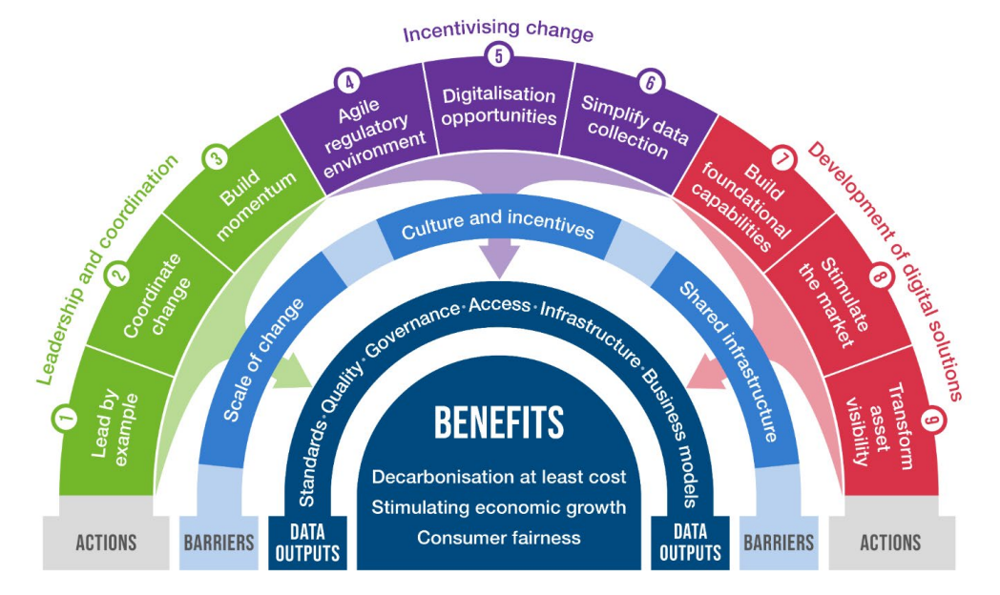 Incentivising change
Leadership and coordination
Development of digital solutions
1
Lead by
example
2
Coordinate
change
3
Build
momentum
4
Agile
regulatory
environment
5
Digitalisation
opportunities
6
Simplify data
collection
7
Build
foundational
capabilities
8
Stimulate
the market
9
Transform
asset
visibility
Scale of change
Culture and incentives
Shared infrastructure
Standards·Quality·Governance·Access·Infrastructure·Business models
BENEFITS
Decarbonisation at least cost
Stimulating economic growth
Consumer fairness
ACTIONS
BARRIERS
DATA
OUTPUTS
DATA
OUTPUTS
BARRIERS
ACTIONS